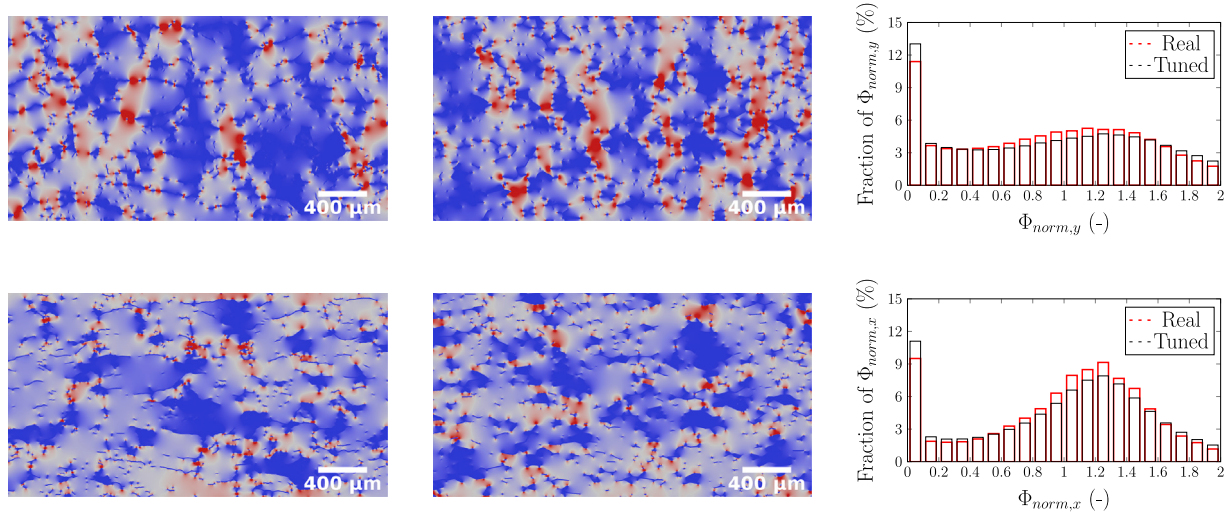 400 µm
400 µm
Fraction of Φnorm,y (%)
15
12
9
6
3
0
Real
Tuned
0 0.2 0.4 0.6 0.8 1 1.2 1.4 1.6 1.8 2
Φnorm,y (-)
400 µm
400 µm
Fraction of Φnorm,x (%)
15
12
9
6
3
0
Real
Tuned
0 0.2 0.4 0.6 0.8 1 1.2 1.4 1.6 1.8 2
Φnorm,x (-)